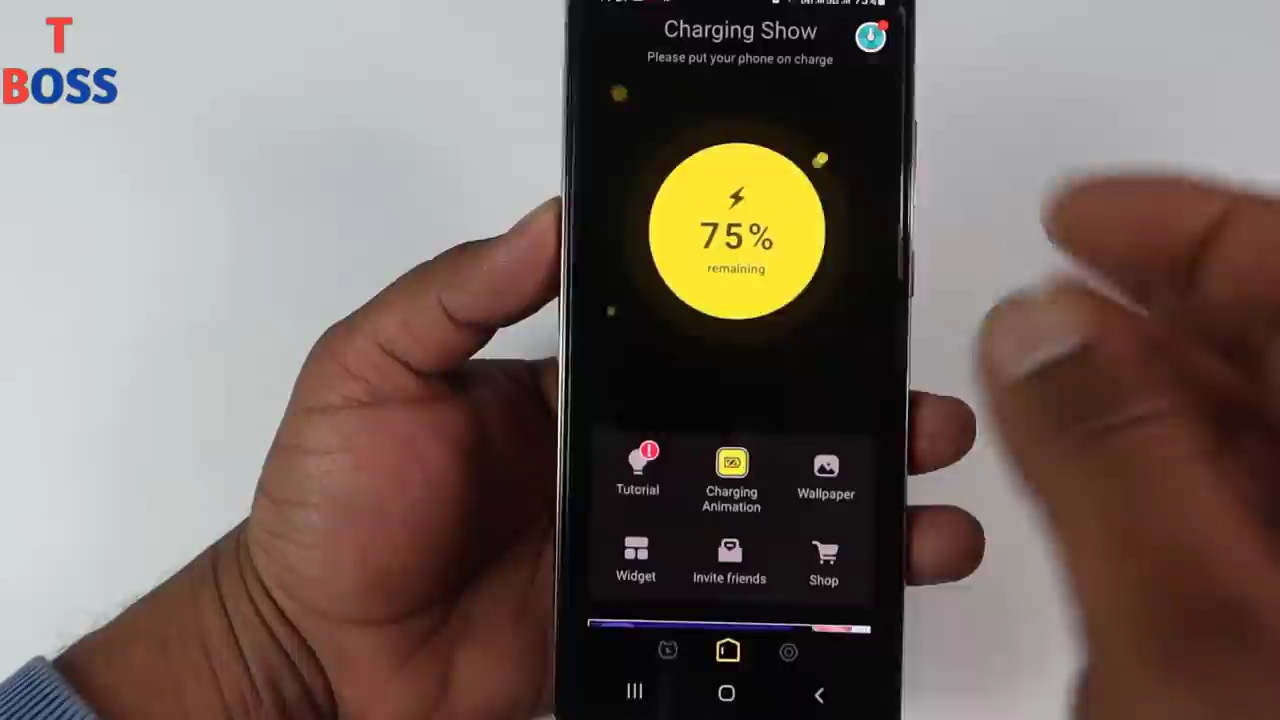 T
BOSS
Charging Show
Please put your phone on charge
75%
remaining
Tutorial
Charging
Animation
Wallpaper
Widget
Invite friends
Shop